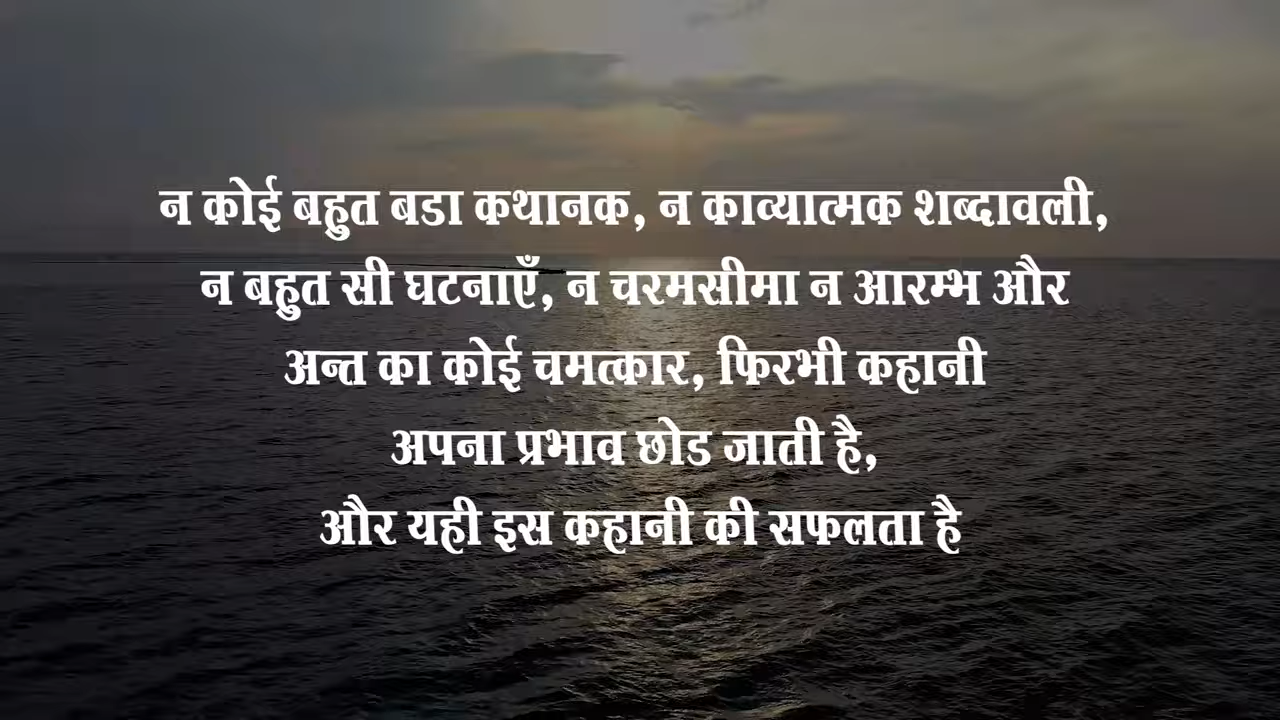 न कोई बहुत बडा कथानक, न काव्यात्मक शब्दावली,
न बहुत सी घटनाएँ, न चरमसीमा न आरम्भ और
अन्त का कोई चमत्कार, फिरभी कहानी
अपना प्रभाव छोड जाती है,
और यही इस कहानी की सफलता है